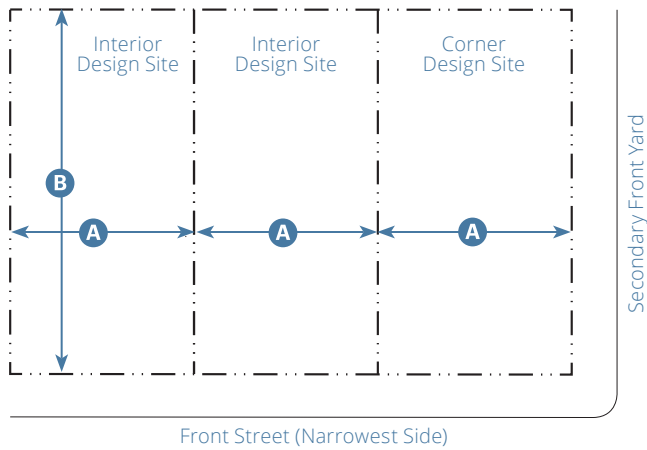 Interior
Design Site
Interior
Design Site
Corner
Design Site
B
A
A
A
Secondary Front Yard
Front Street (Narrowest Side)